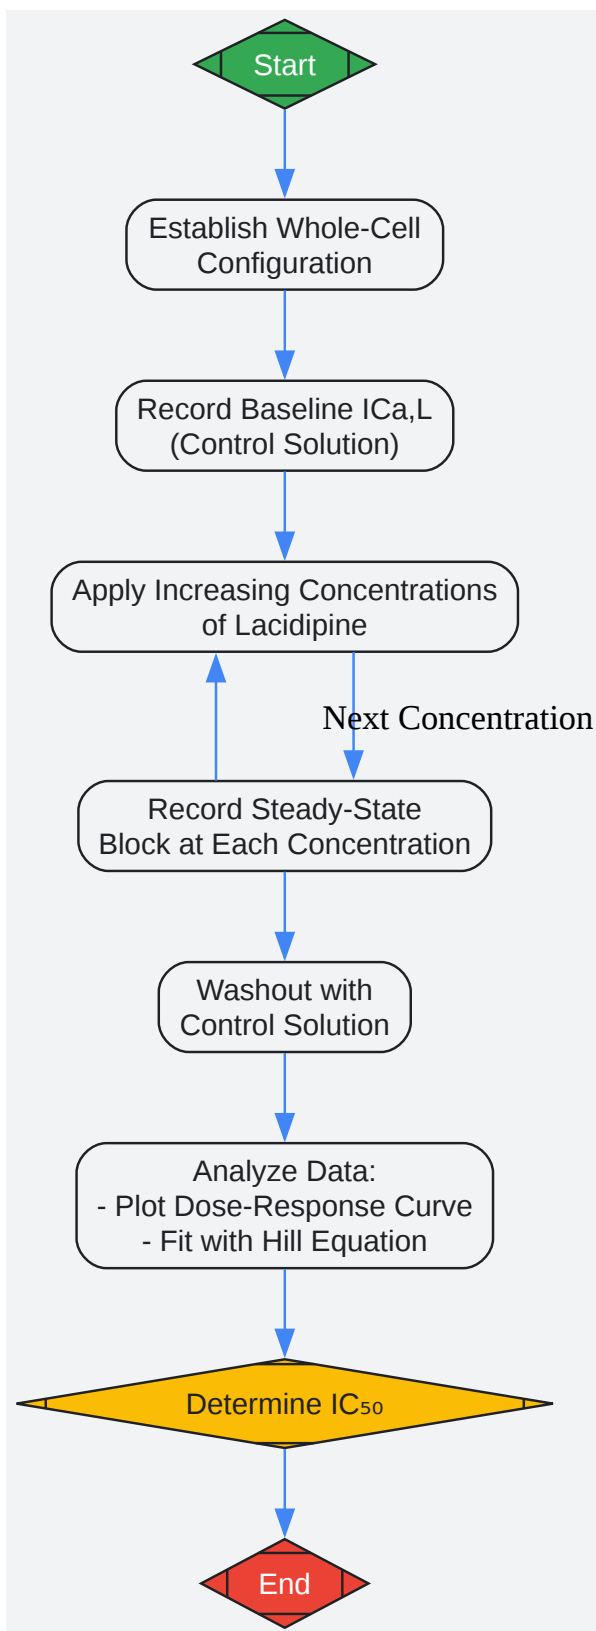 Start
Establish Whole-Cell
Configuration
Record Baseline ICa,L
(Control Solution)
Apply Increasing Concentrations
of Lacidipine
Next Concentration
Record Steady-State
Block at Each Concentration
Washout with
Control Solution
Analyze Data:
- Plot Dose-Response Curve
- Fit with Hill Equation
Determine IC₅₀
End